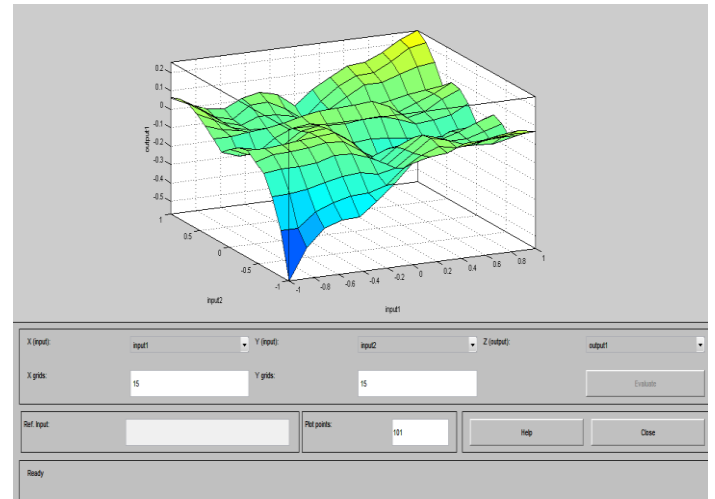 0.2
0.1
0
-0.1
-0.2
-0.3
-0.4
-0.5
output1
1
0.5
0
-0.5
-1
input2
-1 -0.8 -0.6 -0.4 -0.2 0 0.2 0.4 0.6 0.8 1
input1
X (input): input1 Y (input): input2 Z (output): output1
X grids: 15 Y grids: 15 Evaluate
Ref. Input: Plot points: 101 Help Close
Ready